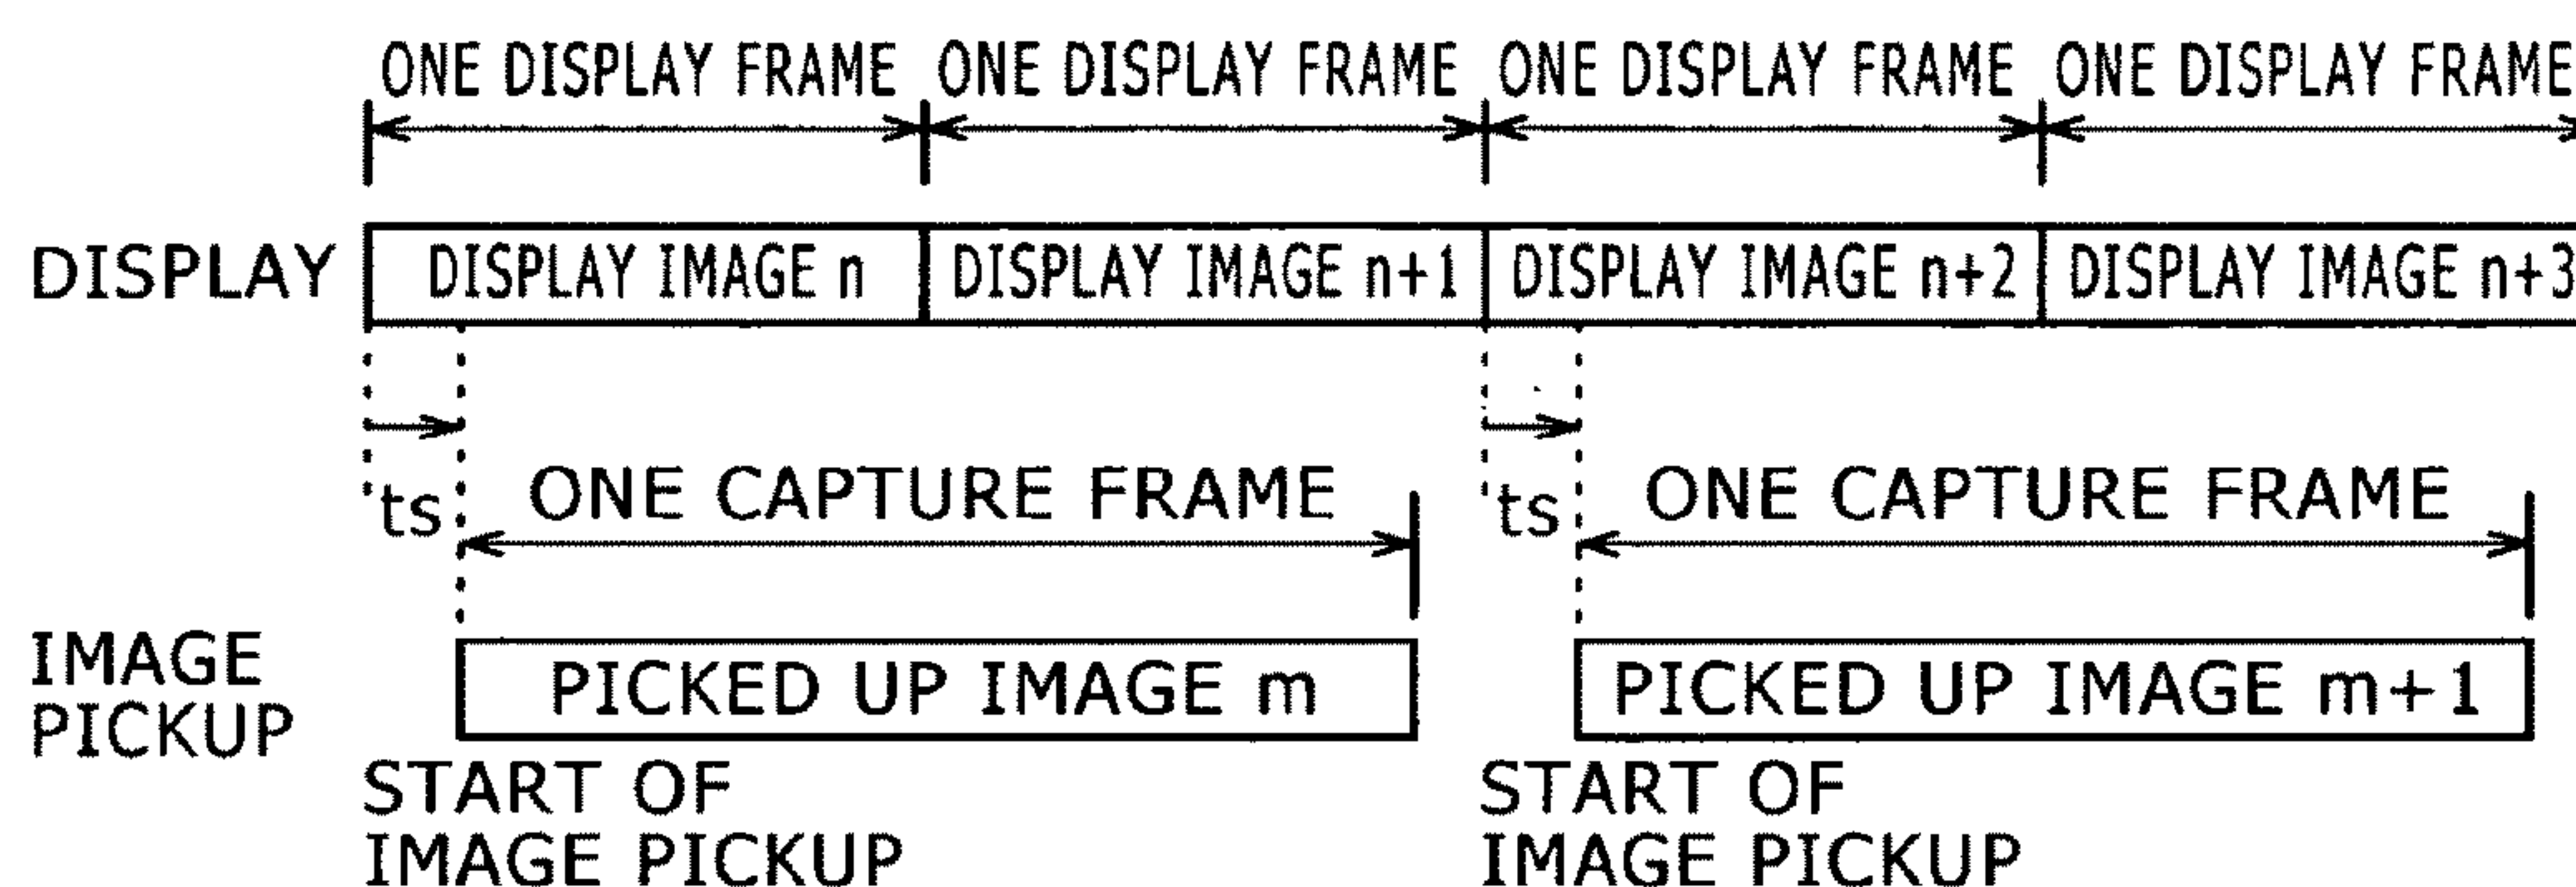 ONE DISPLAY FRAME ONE DISPLAY FRAME ONE DISPLAY FRAME ONE DISPLAY FRAME
DISPLAY DISPLAY IMAGE n DISPLAY IMAGE n+1 DISPLAY IMAGE n+2 DISPLAY IMAGE n+3
ts ONE CAPTURE FRAME ts ONE CAPTURE FRAME
IMAGE
PICKUP
PICKED UP IMAGE m PICKED UP IMAGE m+1
START OF
IMAGE PICKUP
START OF
IMAGE PICKUP